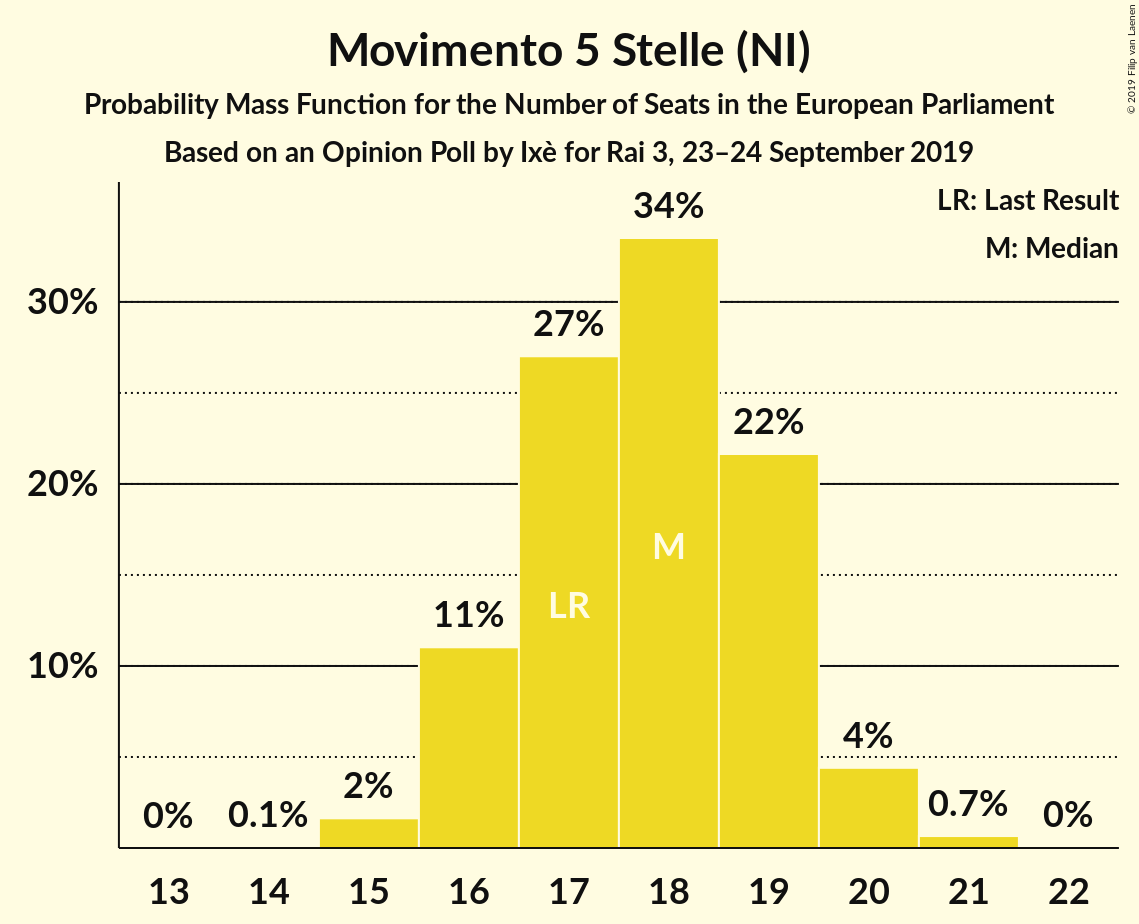 Movimento 5 Stelle (NI)
Probability Mass Function for the Number of Seats in the European Parliament
Based on an Opinion Poll by Ixè for Rai 3, 23–24 September 2019
© 2019 Filip van Laenen
LR: Last Result
M: Median
34%
30%
27%
22%
20%
M
LR
11%
10%
4%
2%
0%
0.1%
0.7%
0%
13 14 15 16 17 18 19 20 21 22